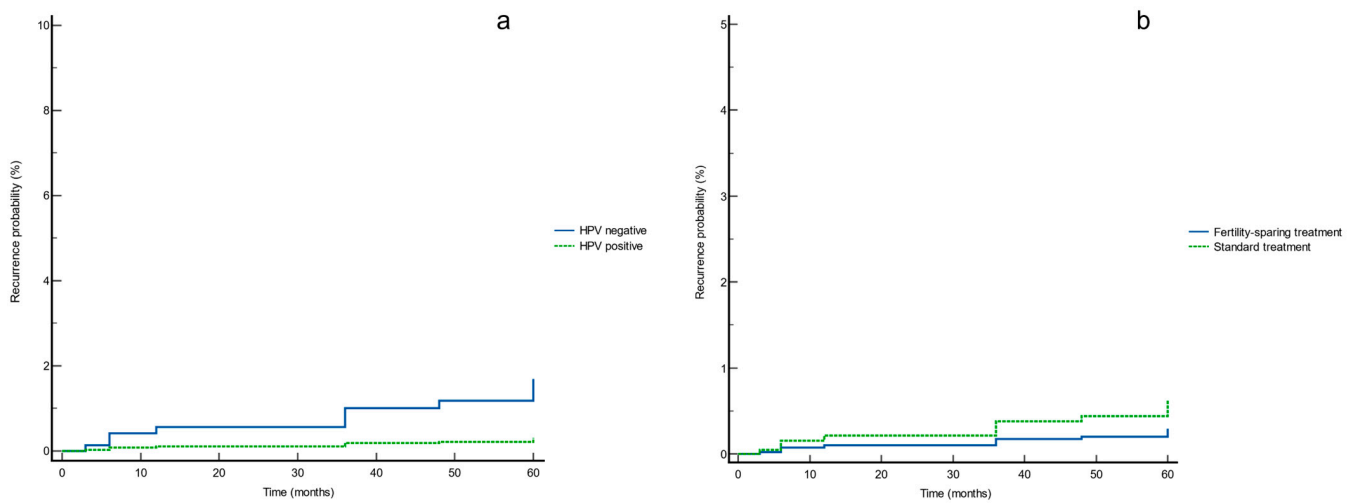 a
10
8
6
4
2
0
Recurrence probability (%)
0 10 20 30 40 50 60
Time (months)
HPV negative
HPV positive
b
5
4
3
2
1
0
Recurrence probability (%)
0 10 20 30 40 50 60
Time (months)
Fertility-sparing treatment
Standard treatment